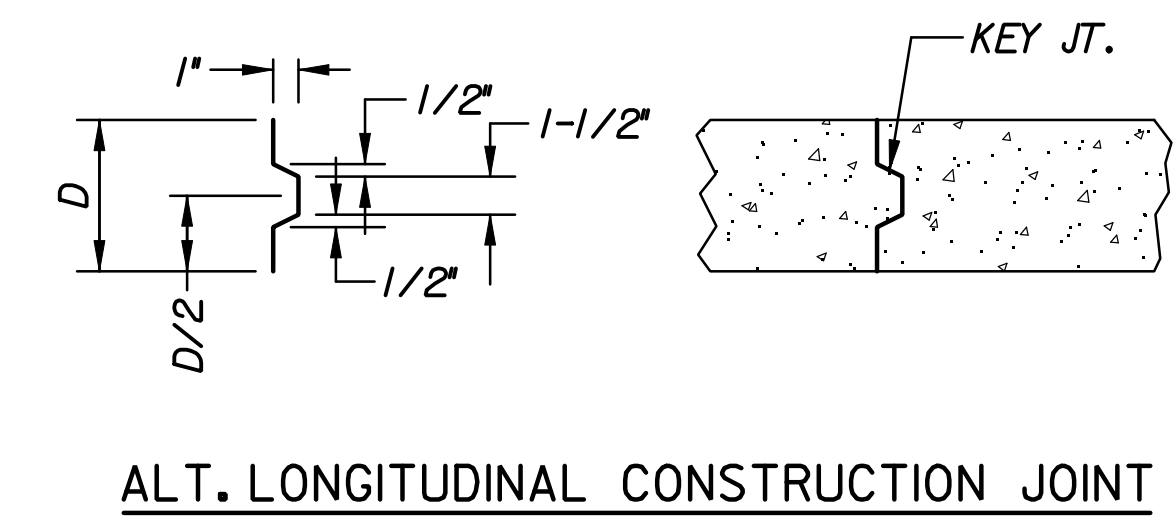 KEY JT.
1"
1/2"
1-1/2"
D
1/2"
D/2
ALT. LONGITUDINAL CONSTRUCTION JOINT